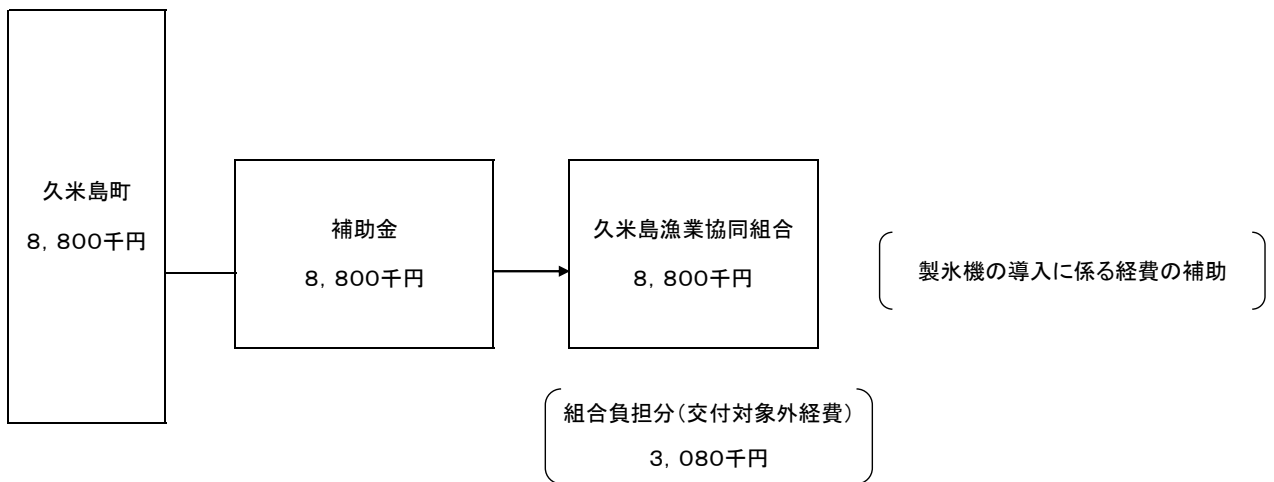 久米島町
8，800千円
補助金
8，800千円
久米島漁業協同組合
8，800千円
製氷機の導入に係る経費の補助
組合負担分（交付対象外経費）
3，080千円